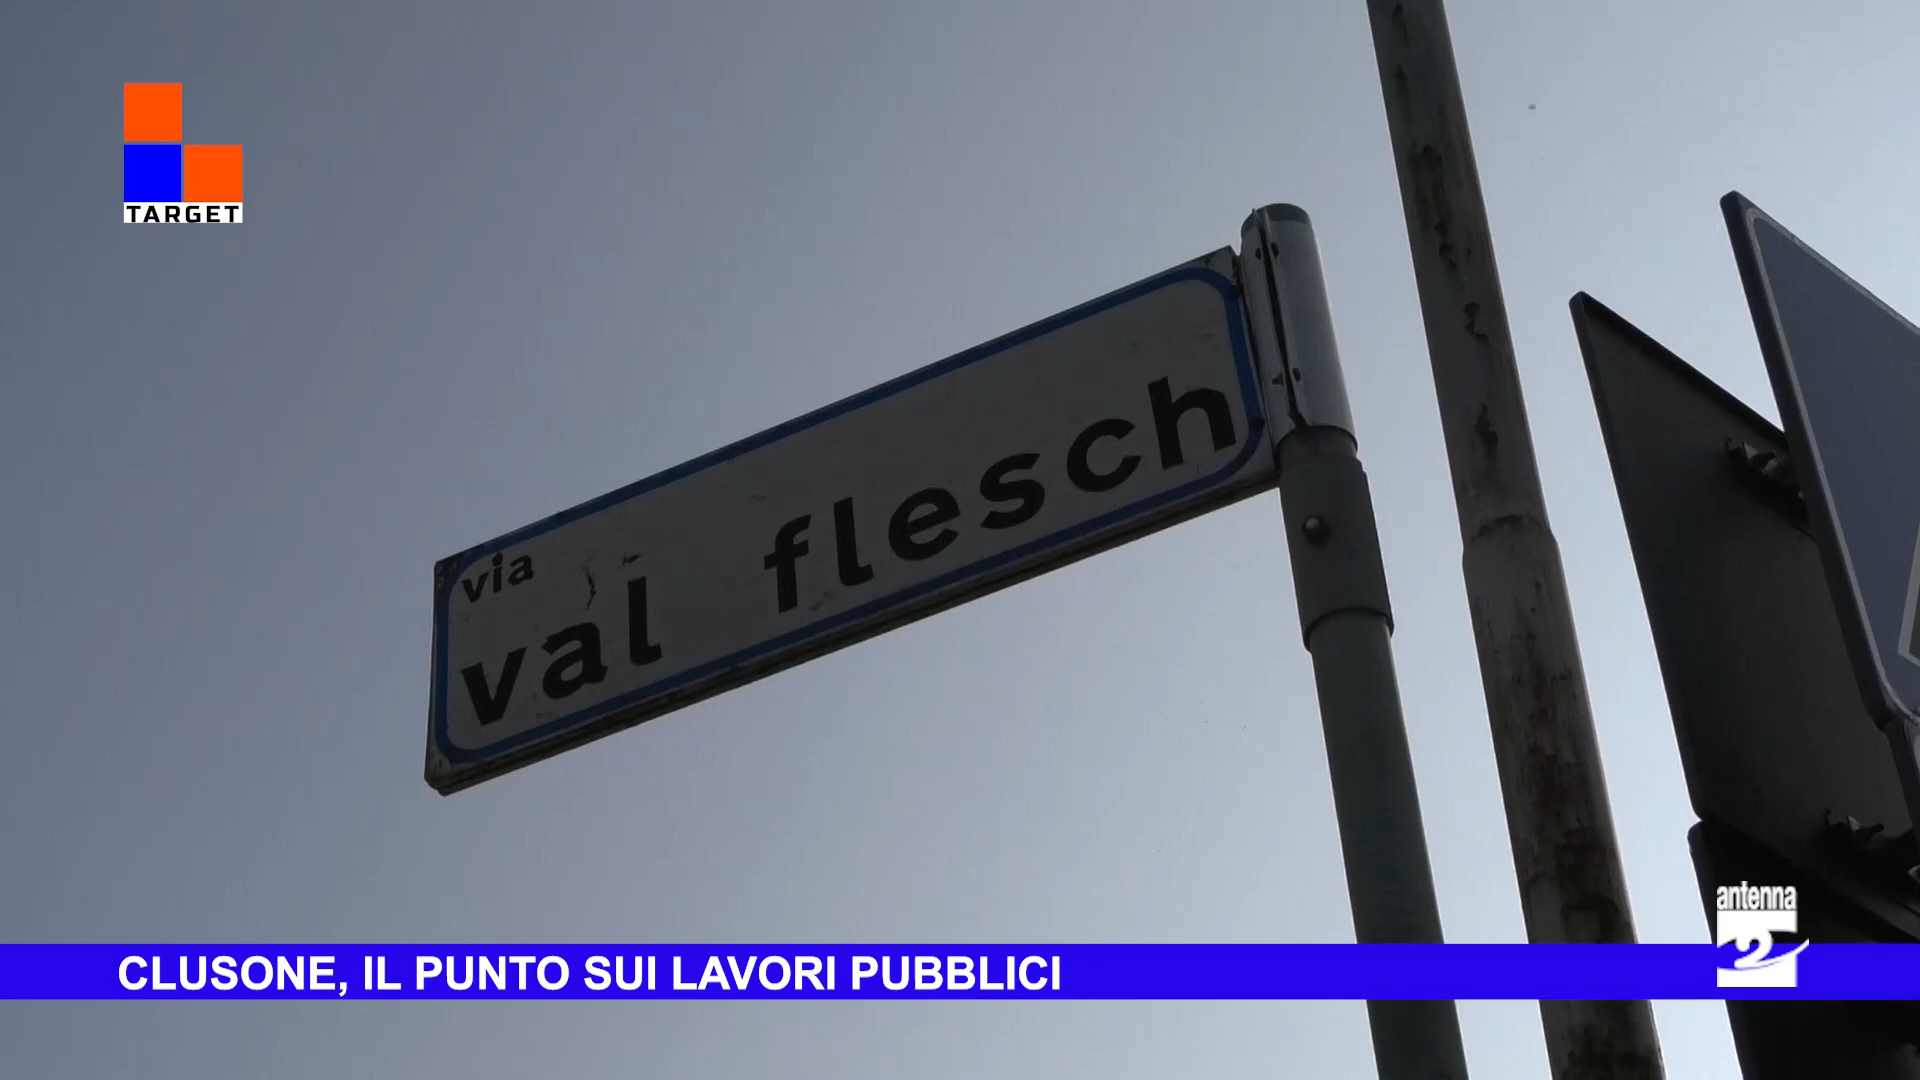 TARGET
via
val flesch
antenna
2
CLUSONE, IL PUNTO SUI LAVORI PUBBLICI